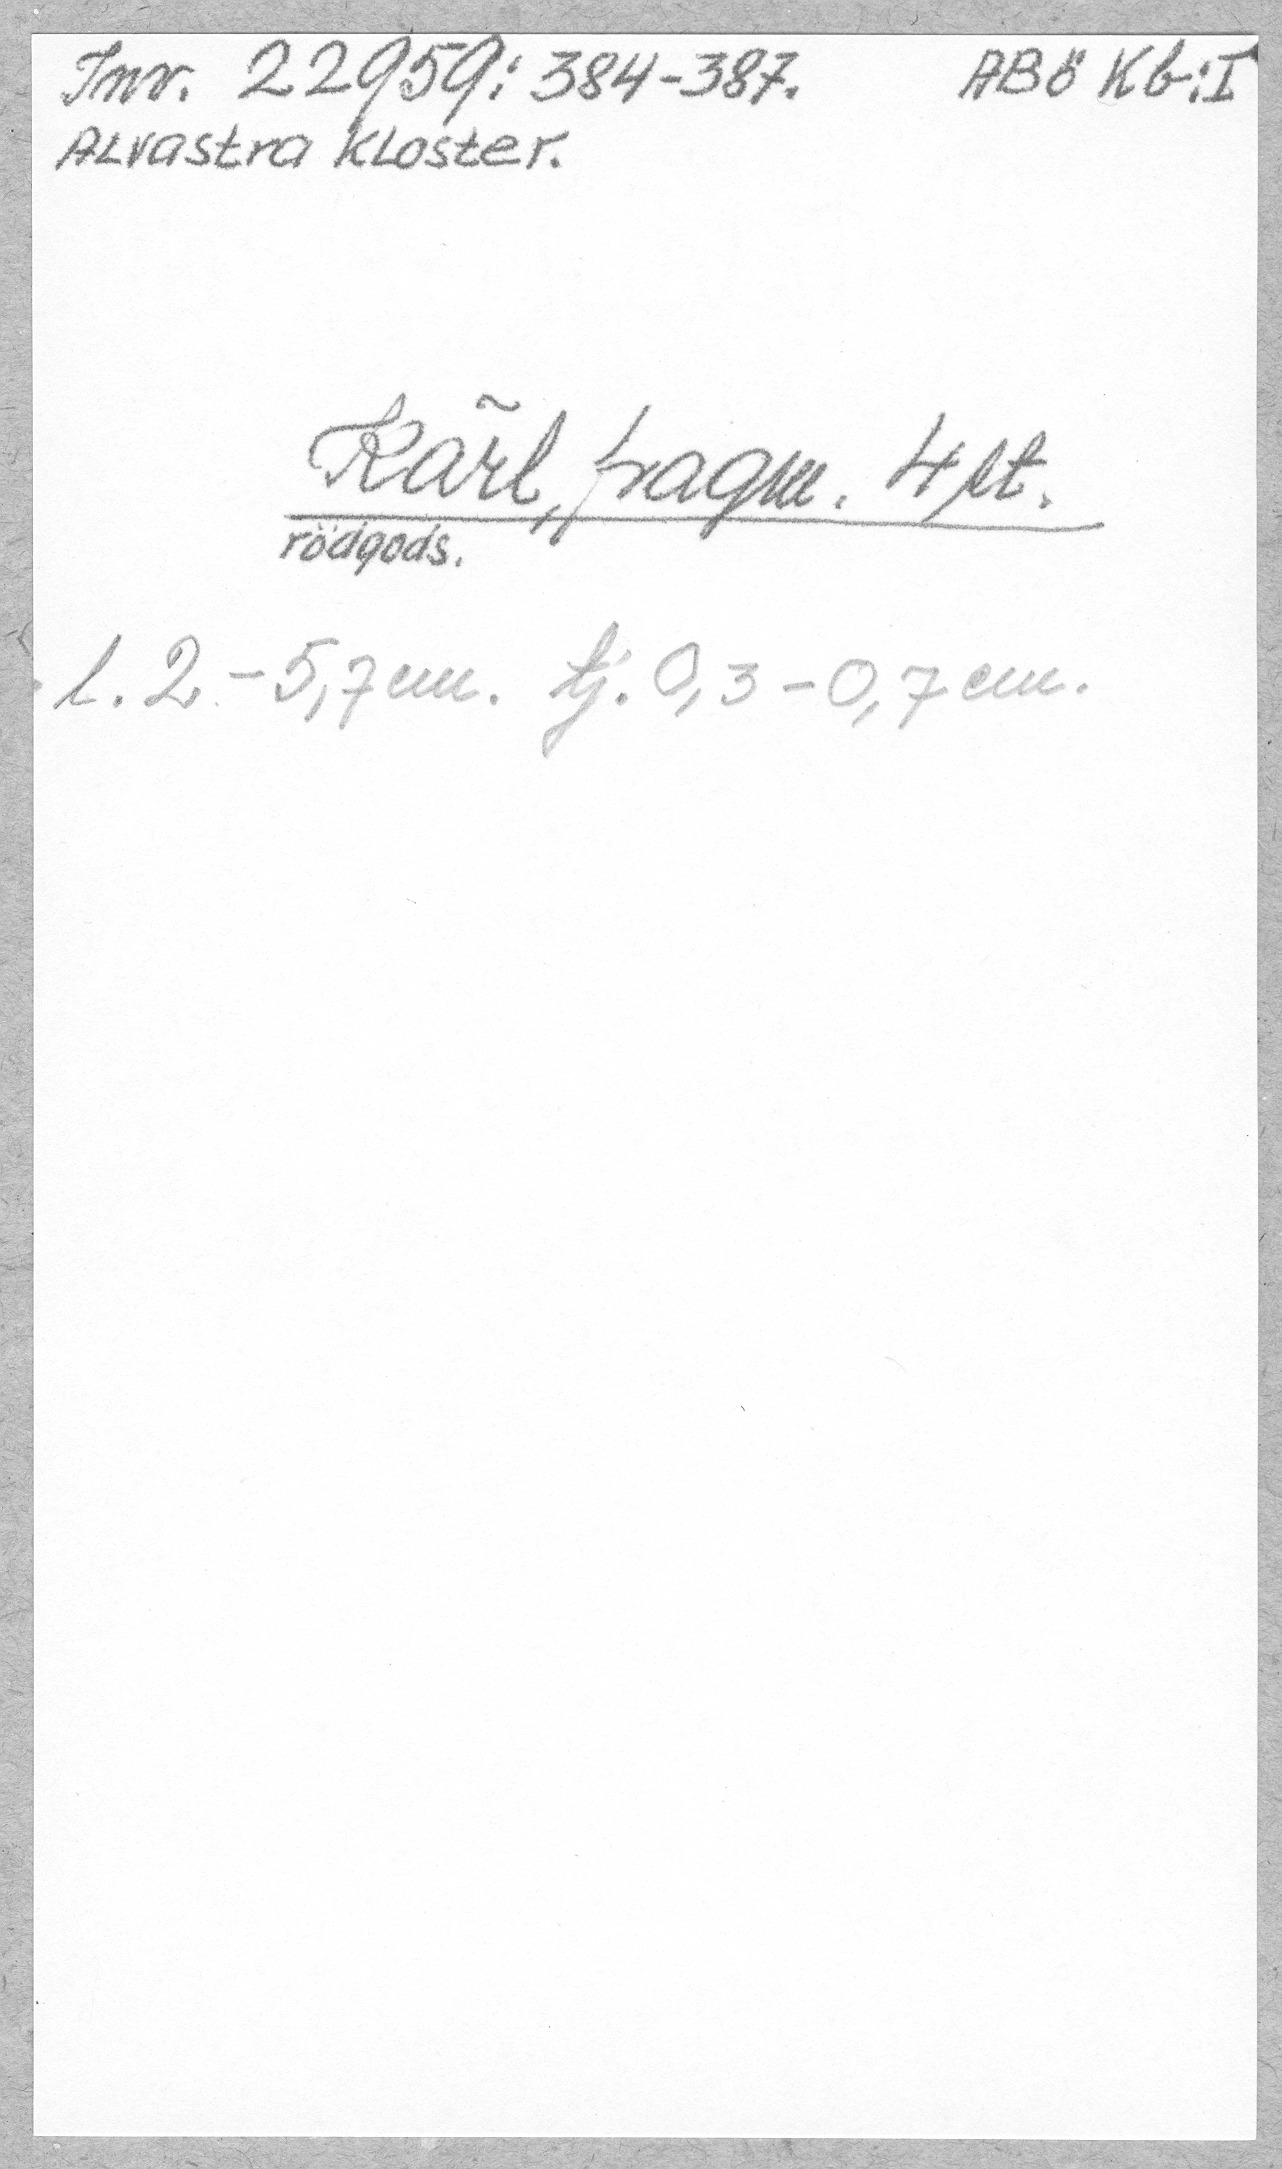 Inv. 22959: 384-387. ABö Kb:I
Alvastra kloster.
Kärl, fragm. 4 st.
rödgods.
l. 2 - 5,7 cm. tj. 0,3 - 0,7 cm.